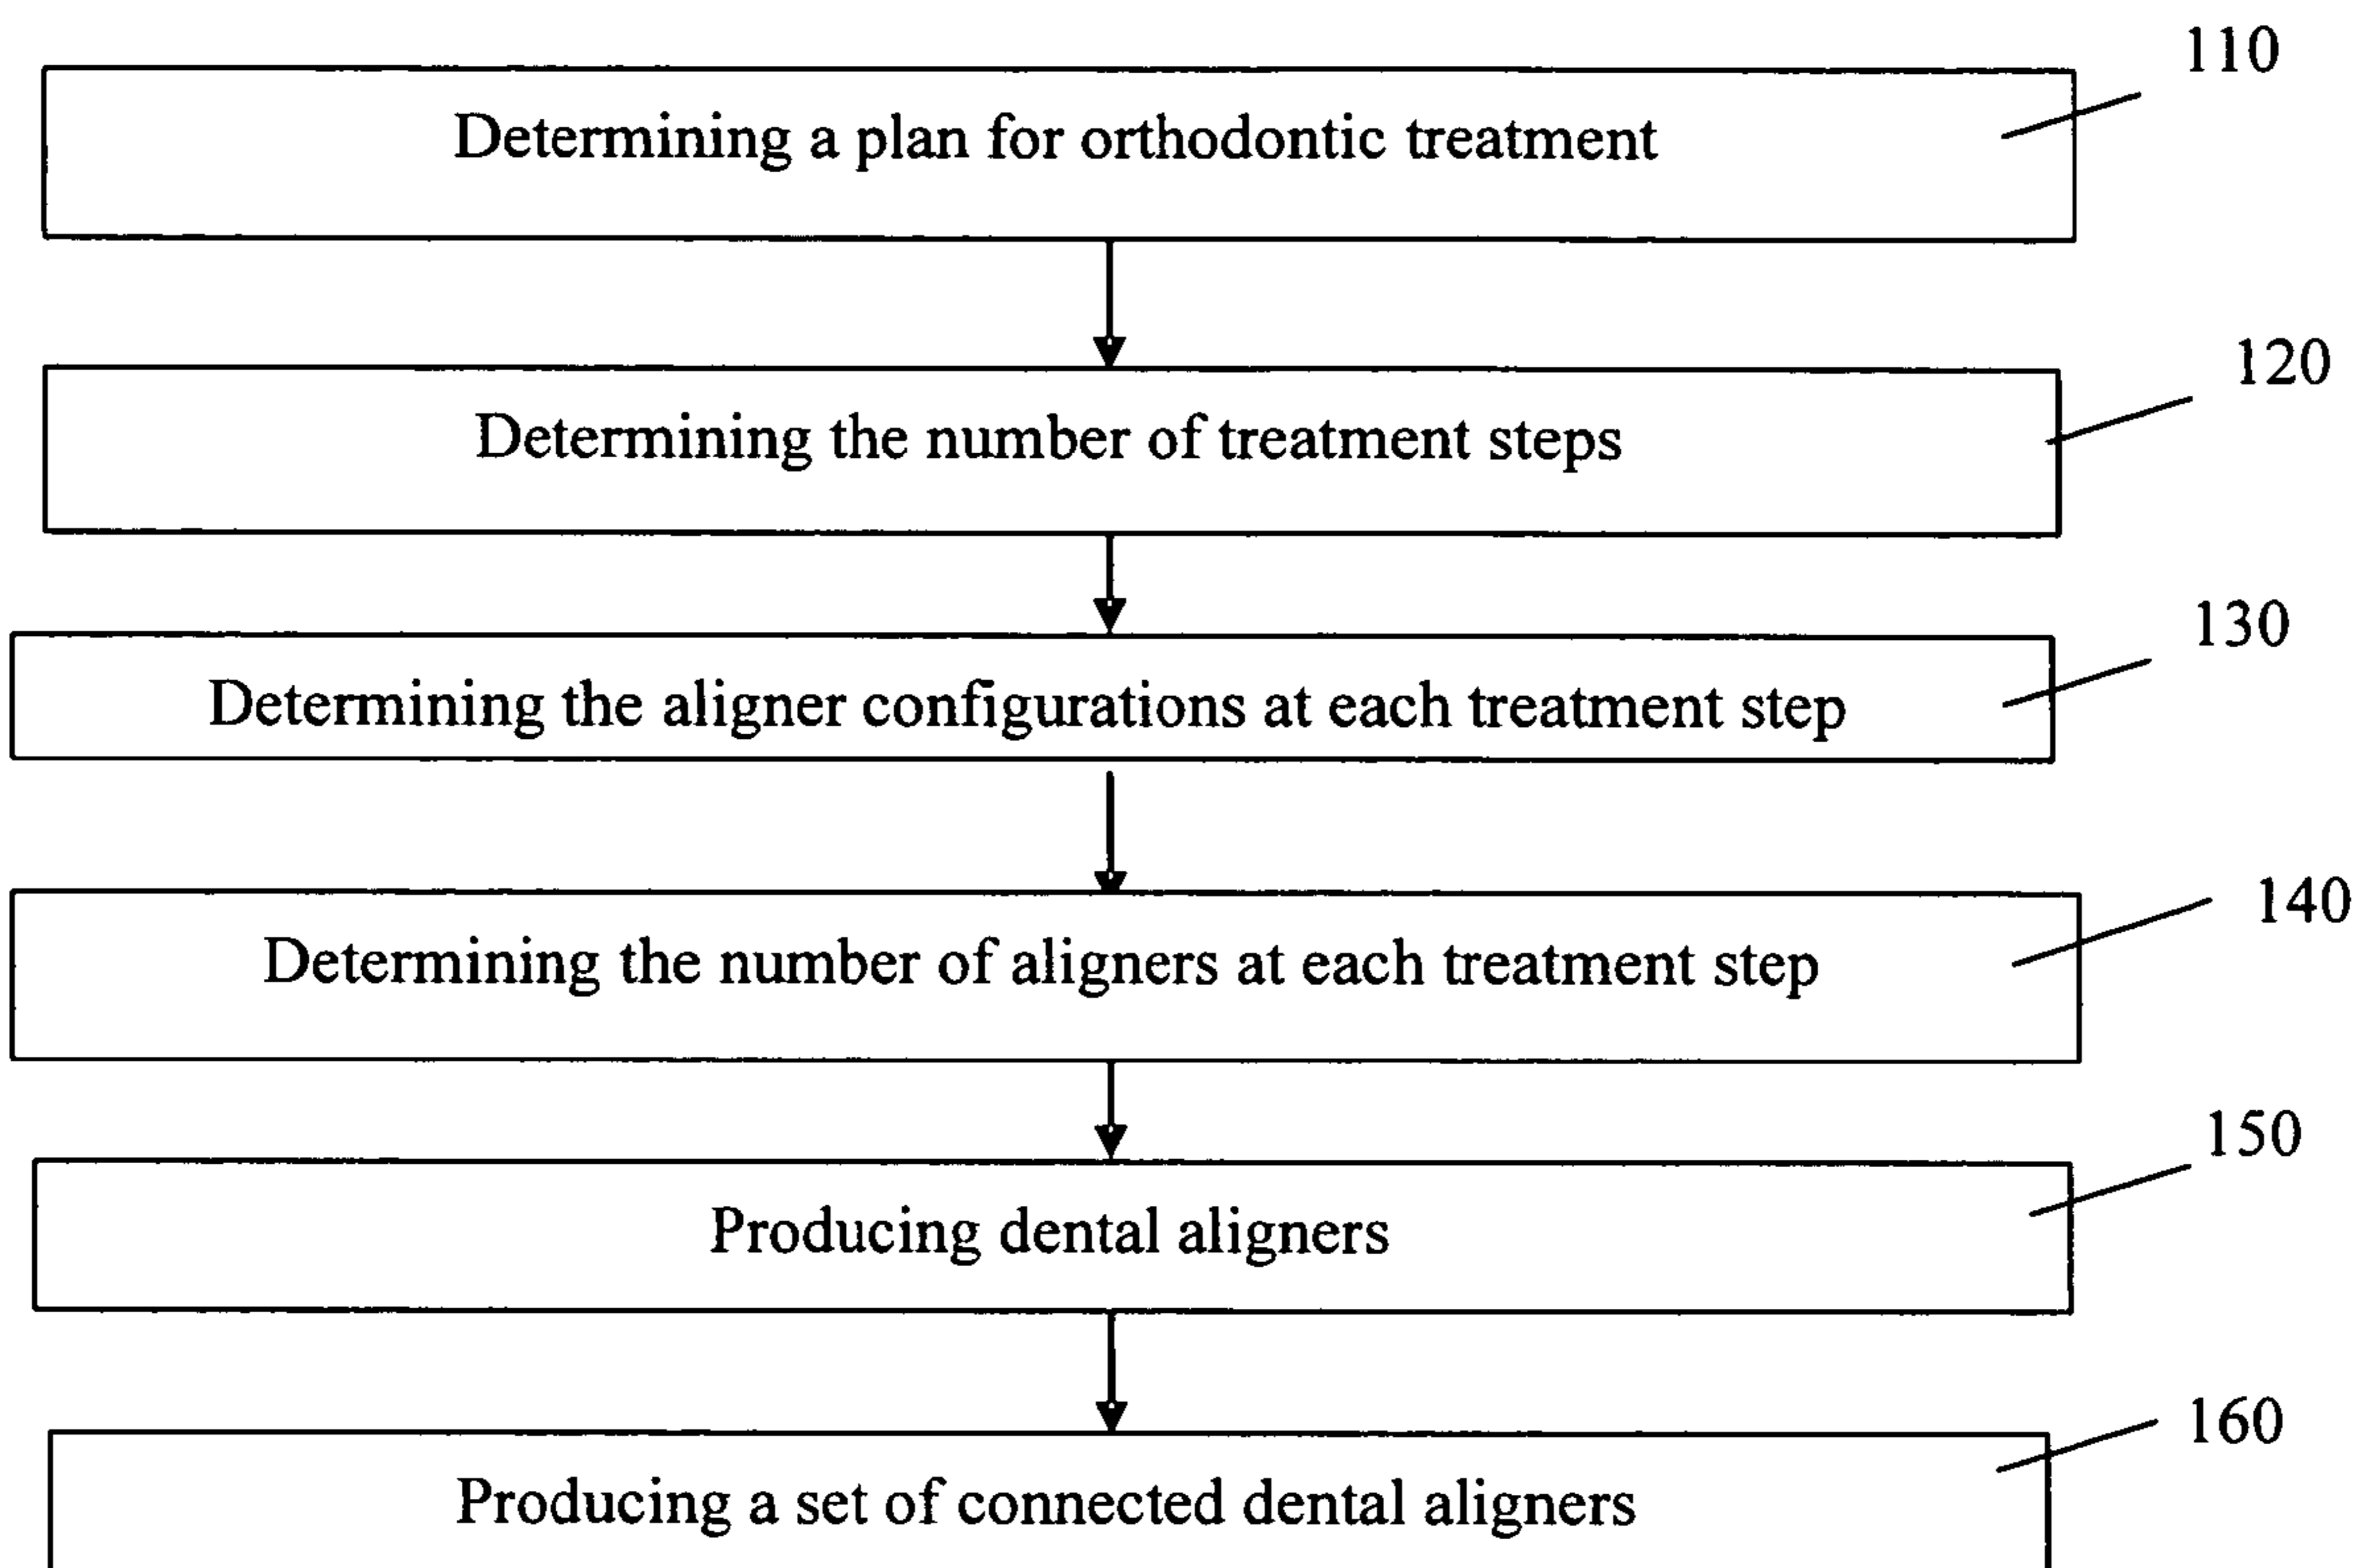 110
Determining a plan for orthodontic treatment
120
Determining the number of treatment steps
130
Determining the aligner configurations at each treatment step
140
Determining the number of aligners at each treatment step
150
Producing dental aligners
160
Producing a set of connected dental aligners